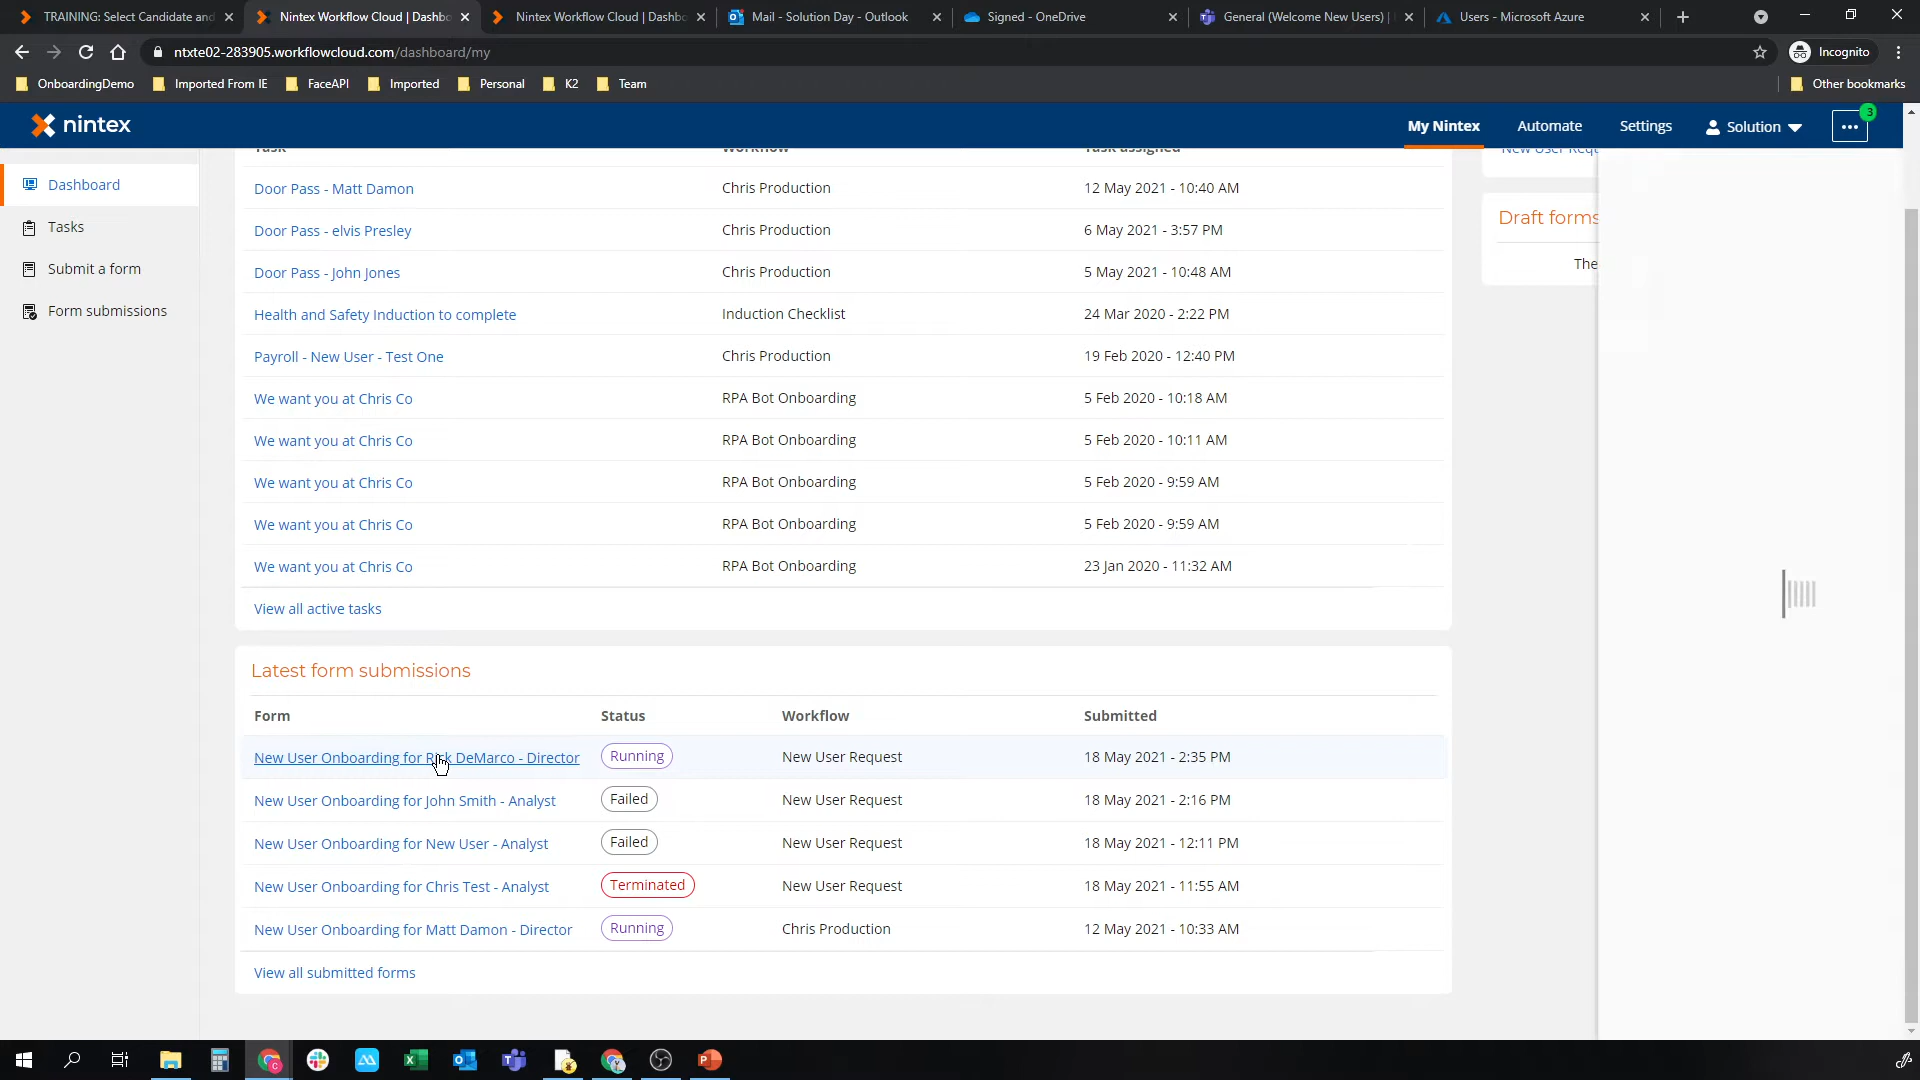 TRAINING: Select Candidate and
Nintex Workflow Cloud | Dashbo
Nintex Workflow Cloud | Dashbo
Mail - Solution Day - Outlook
Signed - OneDrive
General (Welcome New Users) |
Users - Microsoft Azure
ntxte02-283905.workflowcloud.com/dashboard/my
Incognito
OnboardingDemo
Imported From IE
FaceAPI
Imported
Personal
K2
Team
Other bookmarks
nintex
My Nintex
Automate
Settings
Solution
3
Dashboard
Tasks
Submit a form
Form submissions
Task Workflow Task assigned
Door Pass - Matt Damon Chris Production 12 May 2021 - 10:40 AM
Door Pass - elvis Presley Chris Production 6 May 2021 - 3:57 PM
Door Pass - John Jones Chris Production 5 May 2021 - 10:48 AM
Health and Safety Induction to complete Induction Checklist 24 Mar 2020 - 2:22 PM
Payroll - New User - Test One Chris Production 19 Feb 2020 - 12:40 PM
We want you at Chris Co RPA Bot Onboarding 5 Feb 2020 - 10:18 AM
We want you at Chris Co RPA Bot Onboarding 5 Feb 2020 - 10:11 AM
We want you at Chris Co RPA Bot Onboarding 5 Feb 2020 - 9:59 AM
We want you at Chris Co RPA Bot Onboarding 5 Feb 2020 - 9:59 AM
We want you at Chris Co RPA Bot Onboarding 23 Jan 2020 - 11:32 AM
View all active tasks
New User Requ
Draft forms
The
Latest form submissions
Form Status Workflow Submitted
New User Onboarding for Rick DeMarco - Director Running New User Request 18 May 2021 - 2:35 PM
New User Onboarding for John Smith - Analyst Failed New User Request 18 May 2021 - 2:16 PM
New User Onboarding for New User - Analyst Failed New User Request 18 May 2021 - 12:11 PM
New User Onboarding for Chris Test - Analyst Terminated New User Request 18 May 2021 - 11:55 AM
New User Onboarding for Matt Damon - Director Running Chris Production 12 May 2021 - 10:33 AM
View all submitted forms